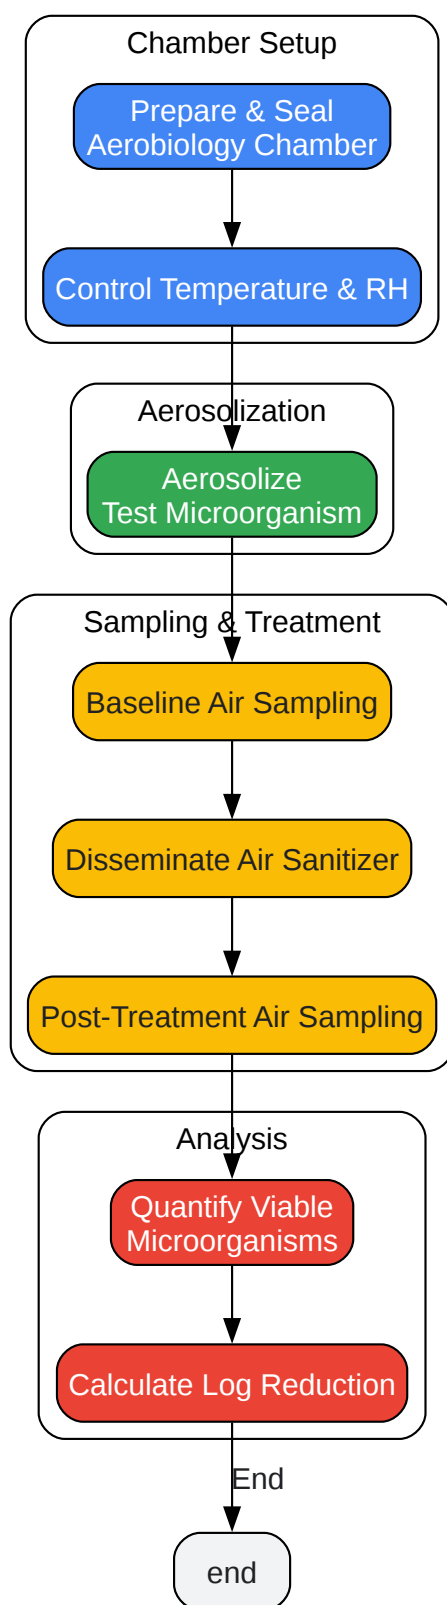 Chamber Setup
Prepare & Seal
Aerobiology Chamber
Control Temperature & RH
Aerosolization
Aerosolize
Test Microorganism
Sampling & Treatment
Baseline Air Sampling
Disseminate Air Sanitizer
Post-Treatment Air Sampling
Analysis
Quantify Viable
Microorganisms
Calculate Log Reduction
End
end